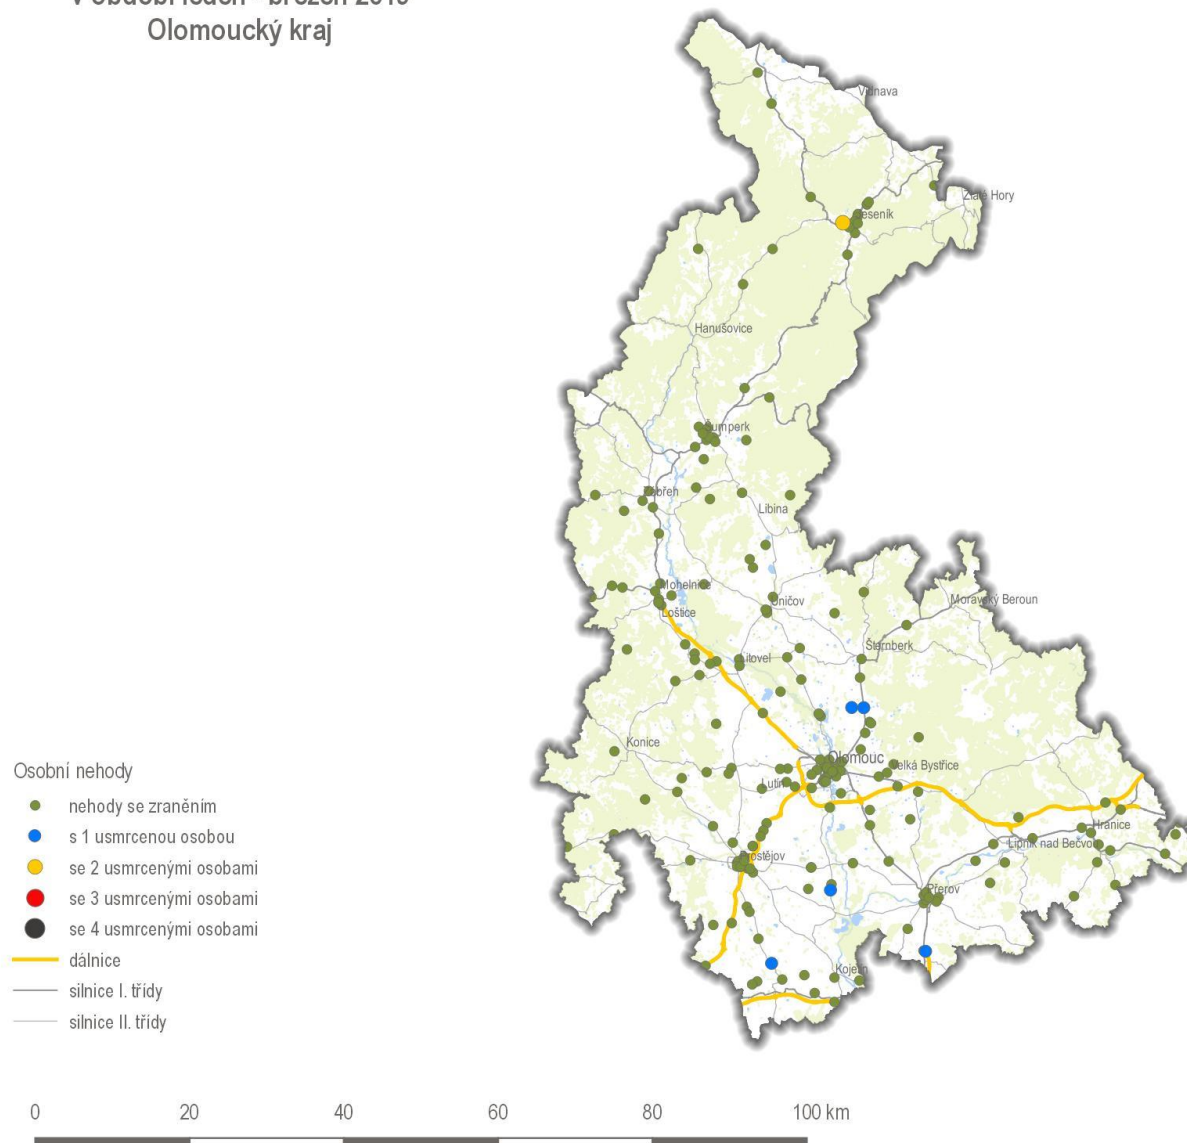 Olomoucký kraj
Vidnava
Zlaté Hory
Jeseník
Hanušovice
Šumperk
Zábřeh
Libina
Mohelnice
Uničov
Moravský Beroun
Loštice
Šternberk
Litovel
Konice
Olomouc
Velká Bystřice
Lutín
Hranice
Lipník nad Bečvou
Prostějov
Přerov
Kojetín
Osobní nehody
nehody se zraněním
s 1 usmrcenou osobou
se 2 usmrcenými osobami
se 3 usmrcenými osobami
se 4 usmrcenými osobami
dálnice
silnice I. třídy
silnice II. třídy
0 20 40 60 80 100 km